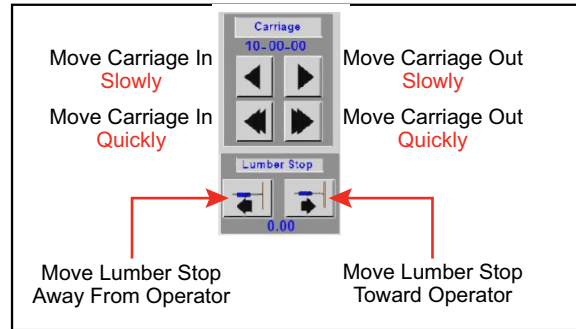 Carriage
10-00-00
Move Carriage In
Slowly
Move Carriage Out
Slowly
Move Carriage In
Quickly
Move Carriage Out
Quickly
Lumber Stop
0.00
Move Lumber Stop
Away From Operator
Move Lumber Stop
Toward Operator